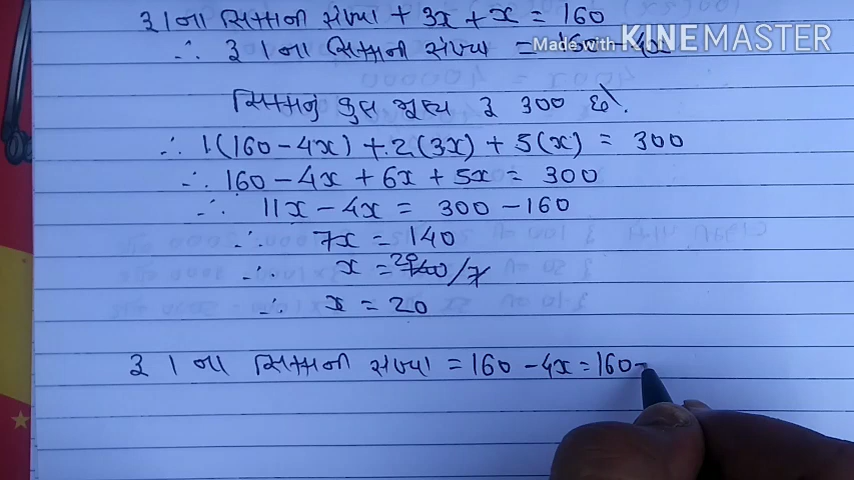 રૂ 1 ના સિક્કાની સંખ્યા + 3x + x = 160
∴ રૂ 1 ના સિક્કાની સંખ્યા = 160 - 4x
Made with KINEMASTER
સિક્કાનું કુલ મૂલ્ય રૂ 300 છે.
∴ 1(160 - 4x) + 2(3x) + 5(x) = 300
∴ 160 - 4x + 6x + 5x = 300
∴ 11x - 4x = 300 - 160
∴ 7x = 140
∴ x = 140/7
20
∴ x = 20
રૂ 1 ના સિક્કાની સંખ્યા = 160 - 4x = 160 -